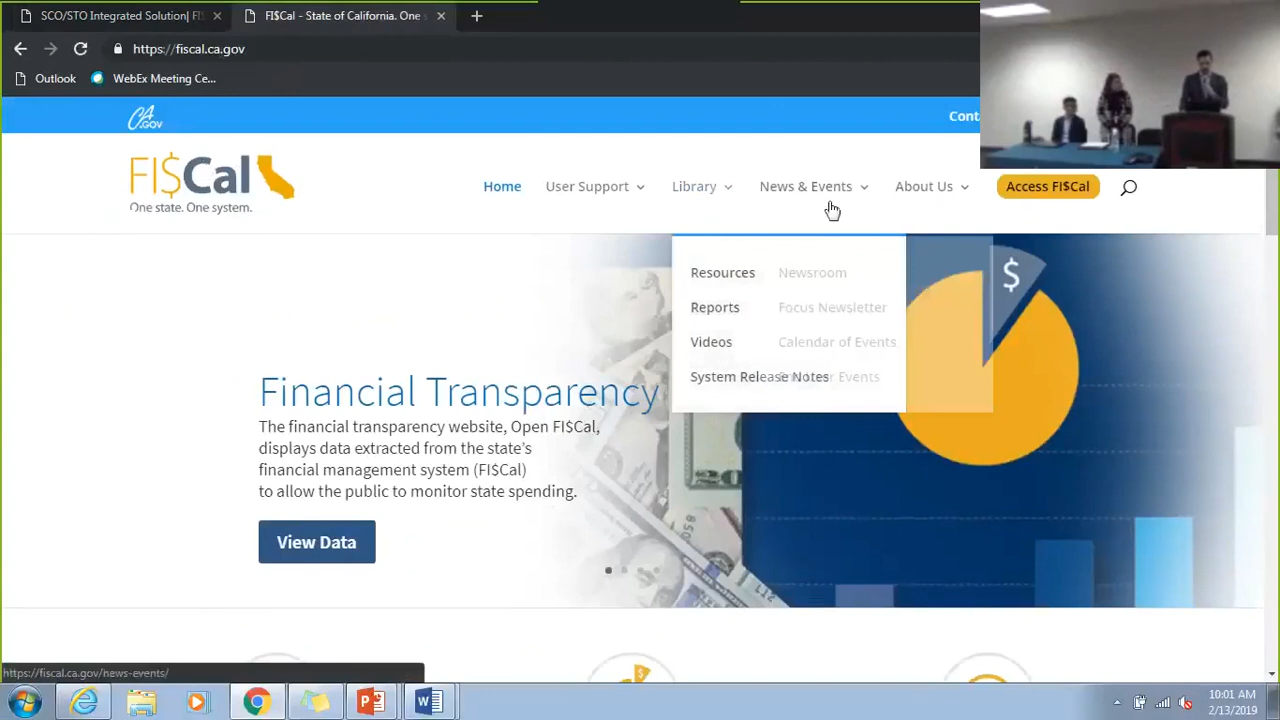 SCO/STO Integrated Solution| FI
FI$Cal - State of California. One s
https://fiscal.ca.gov
Outlook
WebEx Meeting Ce...
CA.GOV
Cont
FI$Cal
One state. One system.
Home
User Support
Library
News & Events
About Us
Access FI$Cal
Resources
Newsroom
Reports
Focus Newsletter
Videos
Calendar of Events
System Release Notes
Events
$
Financial Transparency
The financial transparency website, Open FI$Cal,
displays data extracted from the state's
financial management system (FI$Cal)
to allow the public to monitor state spending.
View Data
https://fiscal.ca.gov/news-events/
10:01 AM
2/13/2019